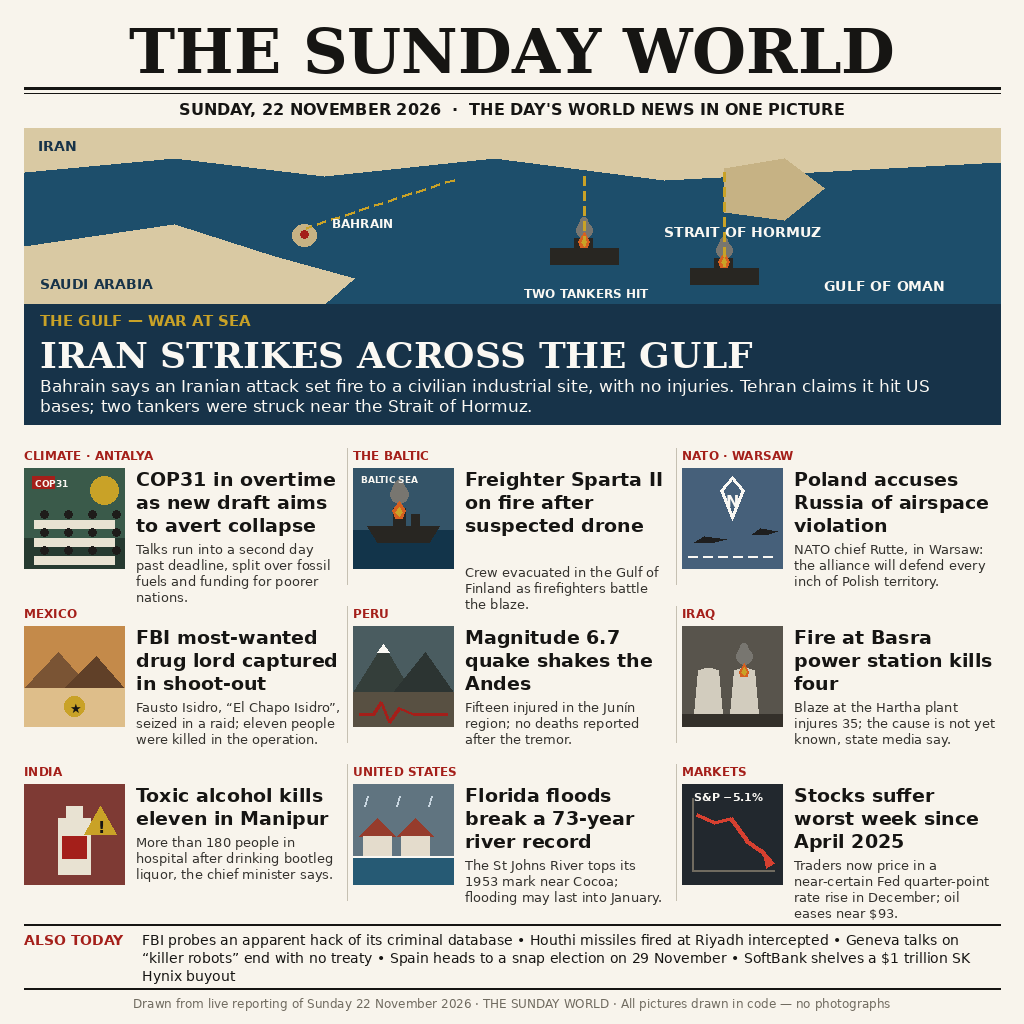 THE SUNDAY WORLD
SUNDAY, 22 NOVEMBER 2026 · THE DAY'S WORLD NEWS IN ONE PICTURE
IRAN
BAHRAIN
STRAIT OF HORMUZ
SAUDI ARABIA
TWO TANKERS HIT
GULF OF OMAN
THE GULF — WAR AT SEA
IRAN STRIKES ACROSS THE GULF
Bahrain says an Iranian attack set fire to a civilian industrial site, with no injuries. Tehran claims it hit US
bases; two tankers were struck near the Strait of Hormuz.
CLIMATE · ANTALYA
COP31
COP31 in overtime
as new draft aims
to avert collapse
Talks run into a second day
past deadline, split over fossil
fuels and funding for poorer
nations.
THE BALTIC
BALTIC SEA
Freighter Sparta II
on fire after
suspected drone
Crew evacuated in the Gulf of
Finland as firefighters battle
the blaze.
NATO · WARSAW
N
Poland accuses
Russia of airspace
violation
NATO chief Rutte, in Warsaw:
the alliance will defend every
inch of Polish territory.
MEXICO
FBI most-wanted
drug lord captured
in shoot-out
Fausto Isidro, “El Chapo Isidro”,
seized in a raid; eleven people
were killed in the operation.
PERU
Magnitude 6.7
quake shakes the
Andes
Fifteen injured in the Junín
region; no deaths reported
after the tremor.
IRAQ
Fire at Basra
power station kills
four
Blaze at the Hartha plant
injures 35; the cause is not yet
known, state media say.
INDIA
!
Toxic alcohol kills
eleven in Manipur
More than 180 people in
hospital after drinking bootleg
liquor, the chief minister says.
UNITED STATES
Florida floods
break a 73-year
river record
The St Johns River tops its
1953 mark near Cocoa;
flooding may last into January.
MARKETS
S&P −5.1%
Stocks suffer
worst week since
April 2025
Traders now price in a
near-certain Fed quarter-point
rate rise in December; oil
eases near $93.
ALSO TODAY
FBI probes an apparent hack of its criminal database • Houthi missiles fired at Riyadh intercepted • Geneva talks on
“killer robots” end with no treaty • Spain heads to a snap election on 29 November • SoftBank shelves a $1 trillion SK
Hynix buyout
Drawn from live reporting of Sunday 22 November 2026 · THE SUNDAY WORLD · All pictures drawn in code — no photographs